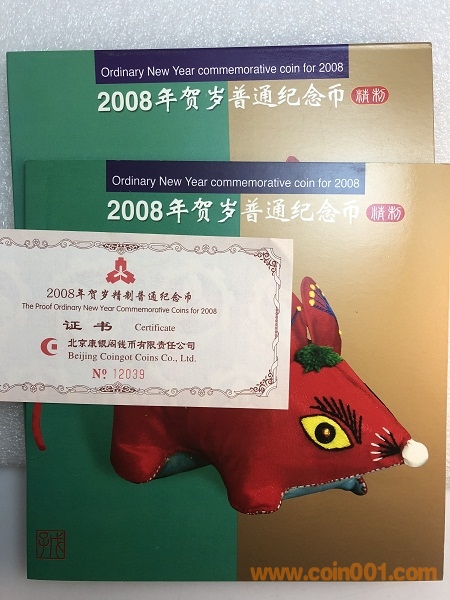 Ordinary New Year commemorative coin for 2008
2008年贺岁普通纪念币 精制
Ordinary New Year commemorative coin for 2008
2008年贺岁普通纪念币 精制
2008年贺岁精制普通纪念币
The Proof Ordinary New Year Commemorative Coins for 2008
证书 Certificate
北京康银阁钱币有限责任公司
Beijing Coingot Coins Co., Ltd.
No 12039
戊子
www.coin001.com